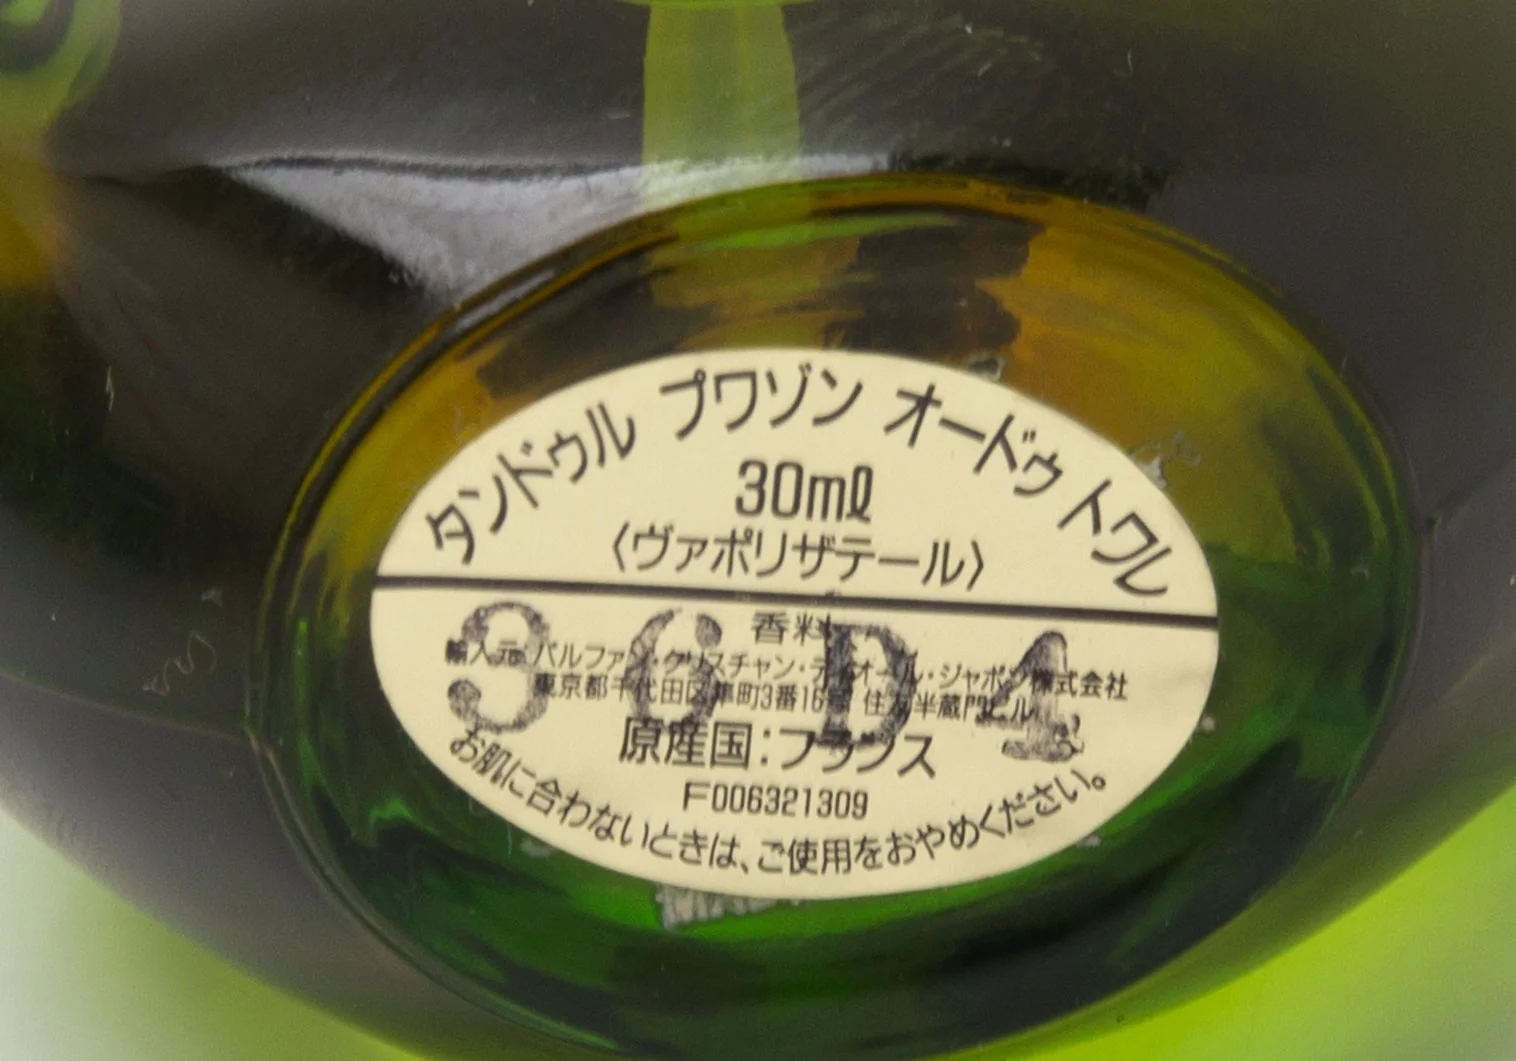 タンドゥル プワゾン オードゥ トワレ
30ml
〈ヴァポリザテール〉
香料
輸入元:パルファン・クリスチャン・ディオール・ジャポン株式会社
東京都千代田区隼町3番16号 住友半蔵門ビル
原産国:フランス
F006321309
お肌に合わないときは、ご使用をおやめください。